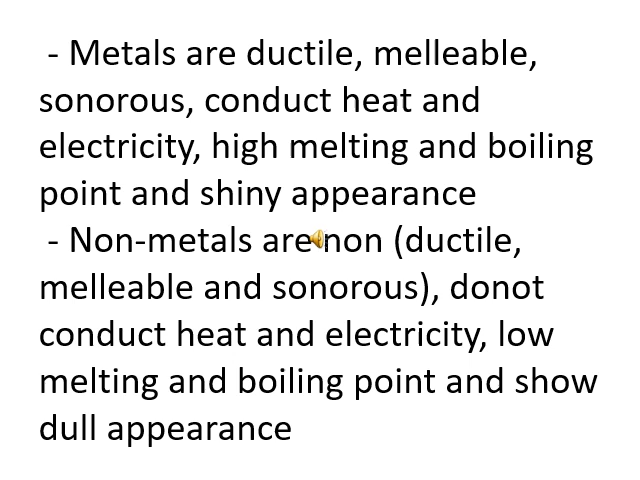 - Metals are ductile, melleable,
sonorous, conduct heat and
electricity, high melting and boiling
point and shiny appearance
- Non-metals are non (ductile,
melleable and sonorous), donot
conduct heat and electricity, low
melting and boiling point and show
dull appearance